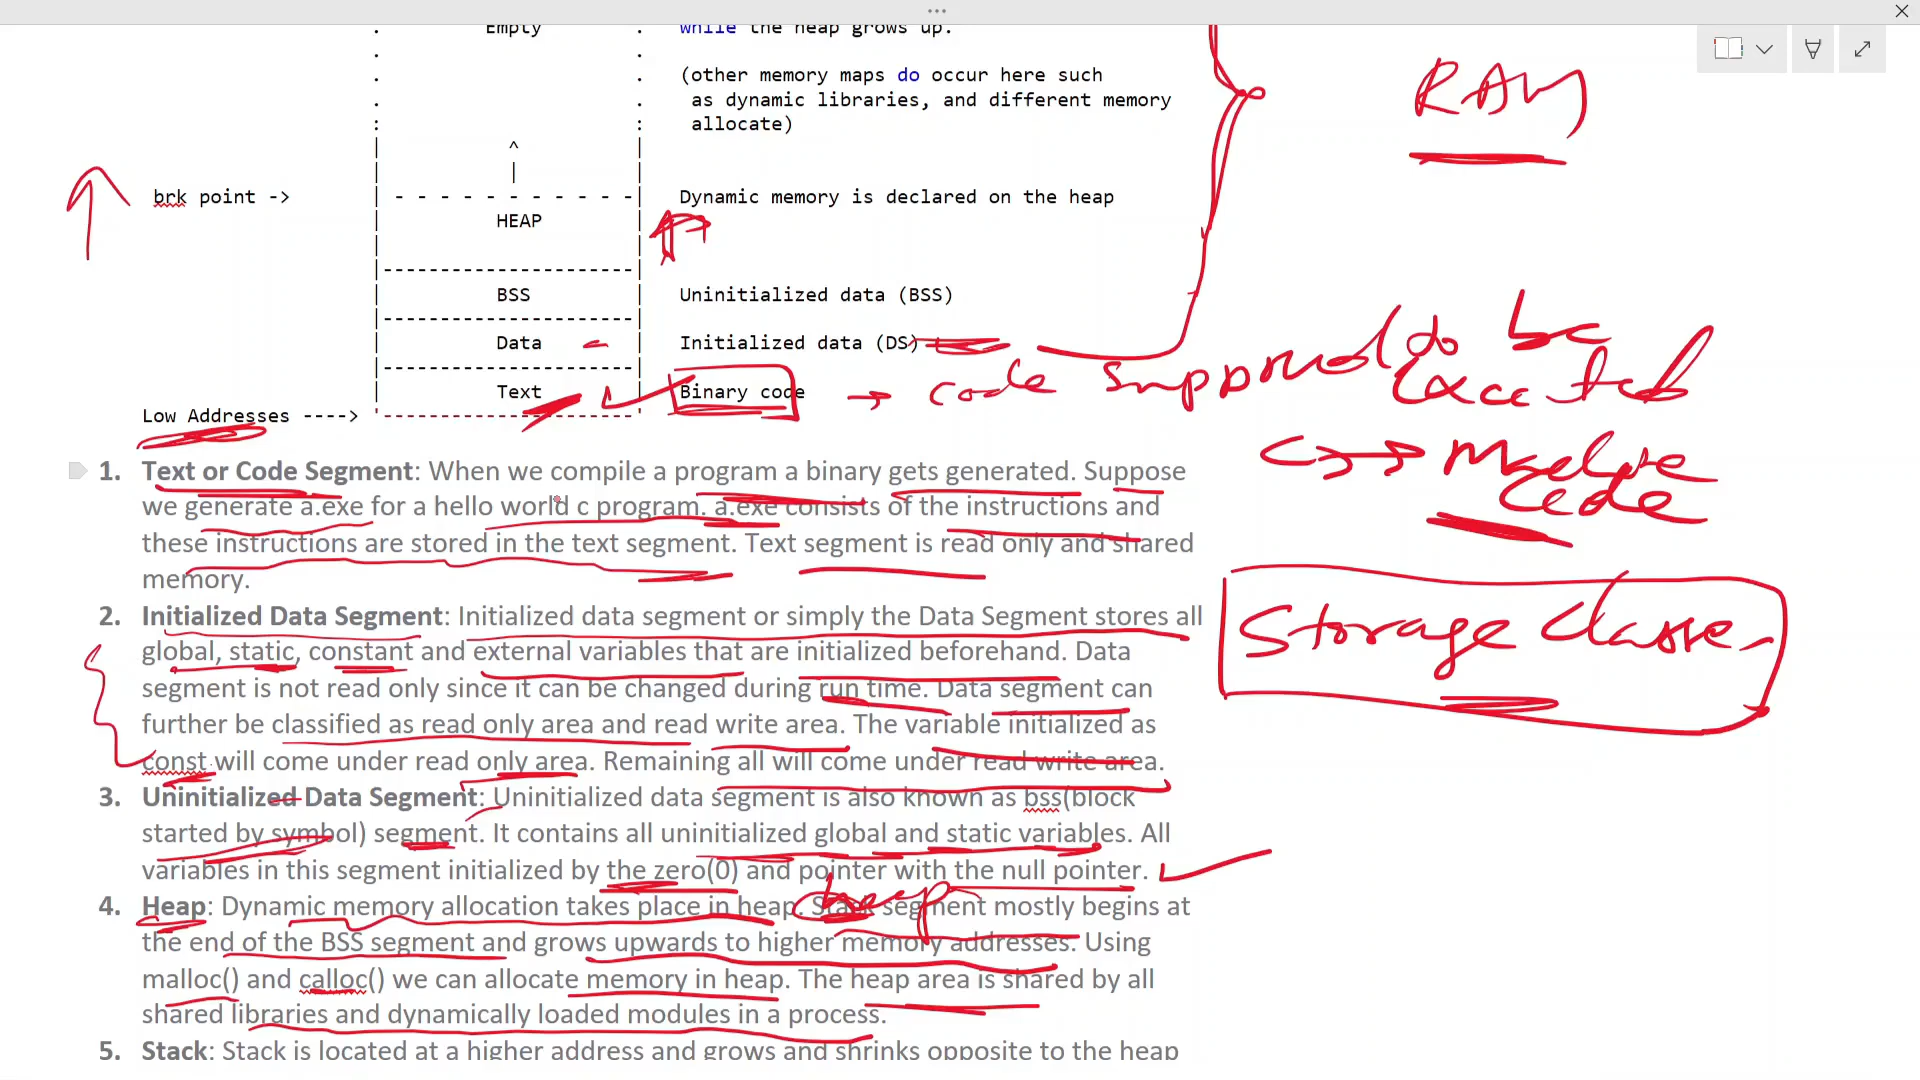 Empty while the heap grows up.
(other memory maps do occur here such
as dynamic libraries, and different memory
allocate)
RAM
brk point -> Dynamic memory is declared on the heap
HEAP
BSS Uninitialized data (BSS)
Data Initialized data (DS)
Text Binary code → code supposed to be
executed
Low Addresses ---->
C → Machine
code
1. Text or Code Segment: When we compile a program a binary gets generated. Suppose
we generate a.exe for a hello world c program. a.exe consists of the instructions and
these instructions are stored in the text segment. Text segment is read only and shared
memory.
2. Initialized Data Segment: Initialized data segment or simply the Data Segment stores all
global, static, constant and external variables that are initialized beforehand. Data
segment is not read only since it can be changed during run time. Data segment can
further be classified as read only area and read write area. The variable initialized as
const will come under read only area. Remaining all will come under read write area.
Storage classes
3. Uninitialized Data Segment: Uninitialized data segment is also known as bss(block
started by symbol) segment. It contains all uninitialized global and static variables. All
variables in this segment initialized by the zero(0) and pointer with the null pointer.
heap
4. Heap: Dynamic memory allocation takes place in heap. Stack segment mostly begins at
the end of the BSS segment and grows upwards to higher memory addresses. Using
malloc() and calloc() we can allocate memory in heap. The heap area is shared by all
shared libraries and dynamically loaded modules in a process.
5. Stack: Stack is located at a higher address and grows and shrinks opposite to the heap